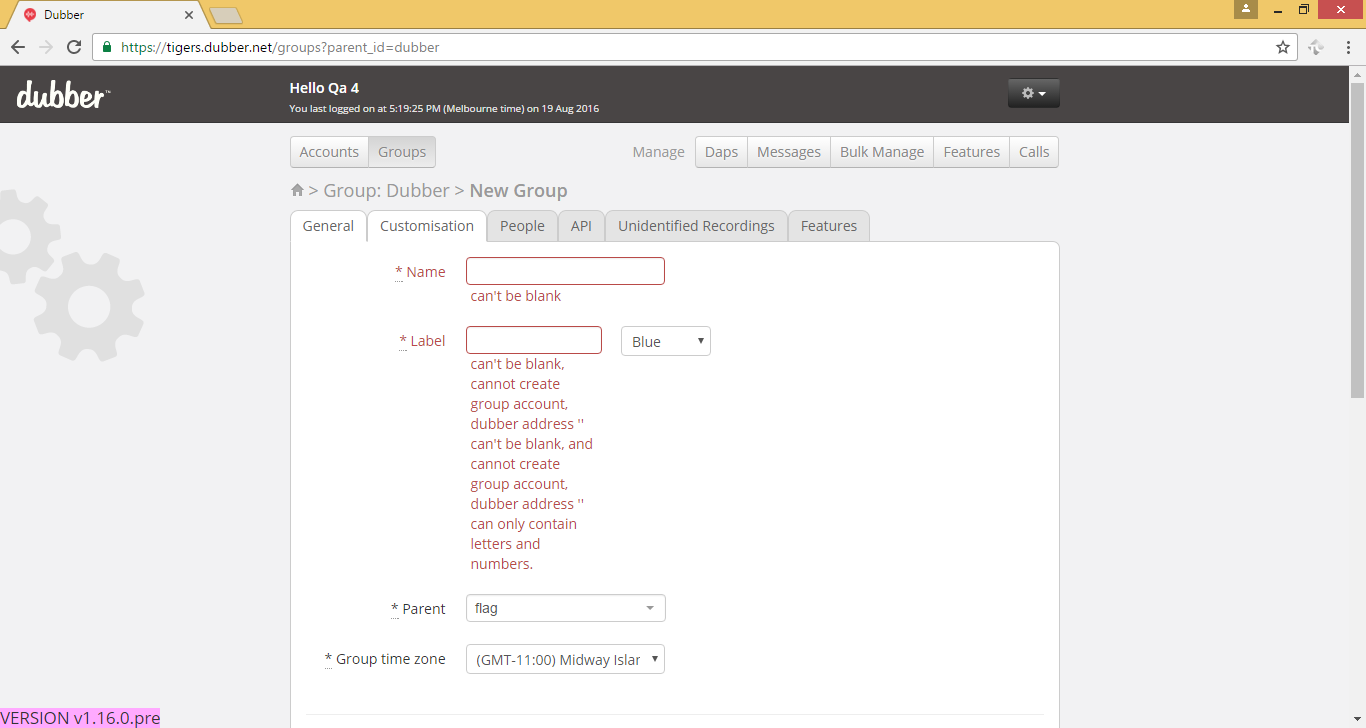 Dubber
https://tigers.dubber.net/groups?parent_id=dubber
dubber™
Hello Qa 4
You last logged on at 5:19:25 PM (Melbourne time) on 19 Aug 2016
Accounts Groups Manage Daps Messages Bulk Manage Features Calls
> Group: Dubber > New Group
General Customisation People API Unidentified Recordings Features
* Name
can't be blank
* Label Blue
can't be blank,
cannot create
group account,
dubber address ''
can't be blank, and
cannot create
group account,
dubber address ''
can only contain
letters and
numbers.
* Parent flag
* Group time zone (GMT-11:00) Midway Islar
VERSION v1.16.0.pre